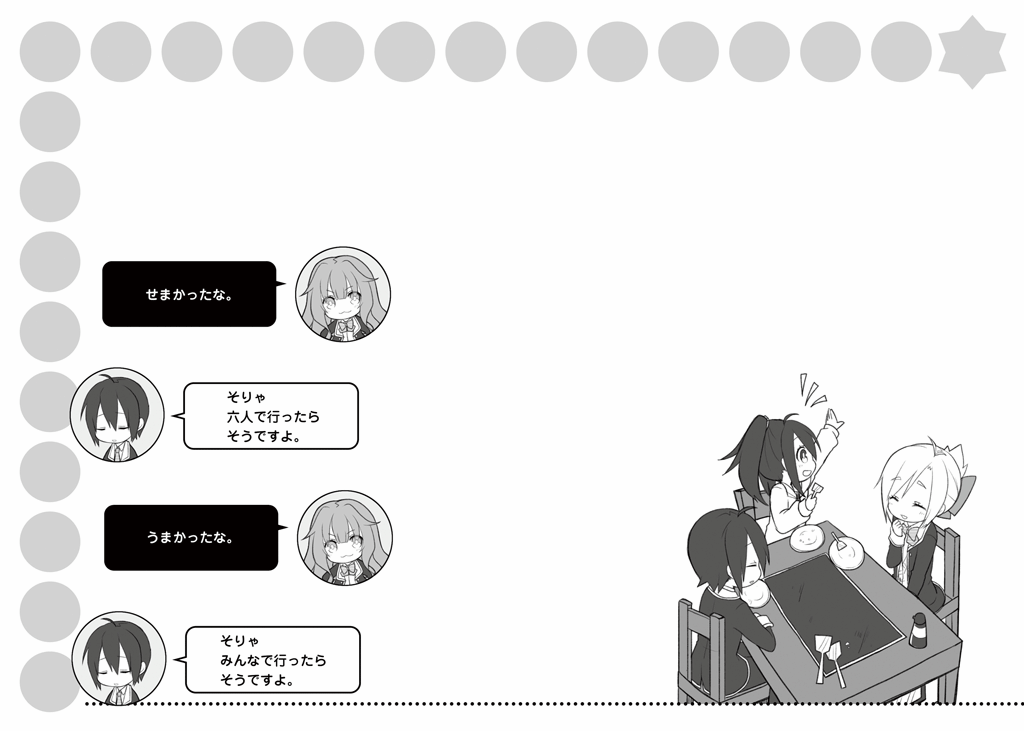 せまかったな。
そりゃ
六人で行ったら
そうですよ。
うまかったな。
そりゃ
みんなで行ったら
そうですよ。